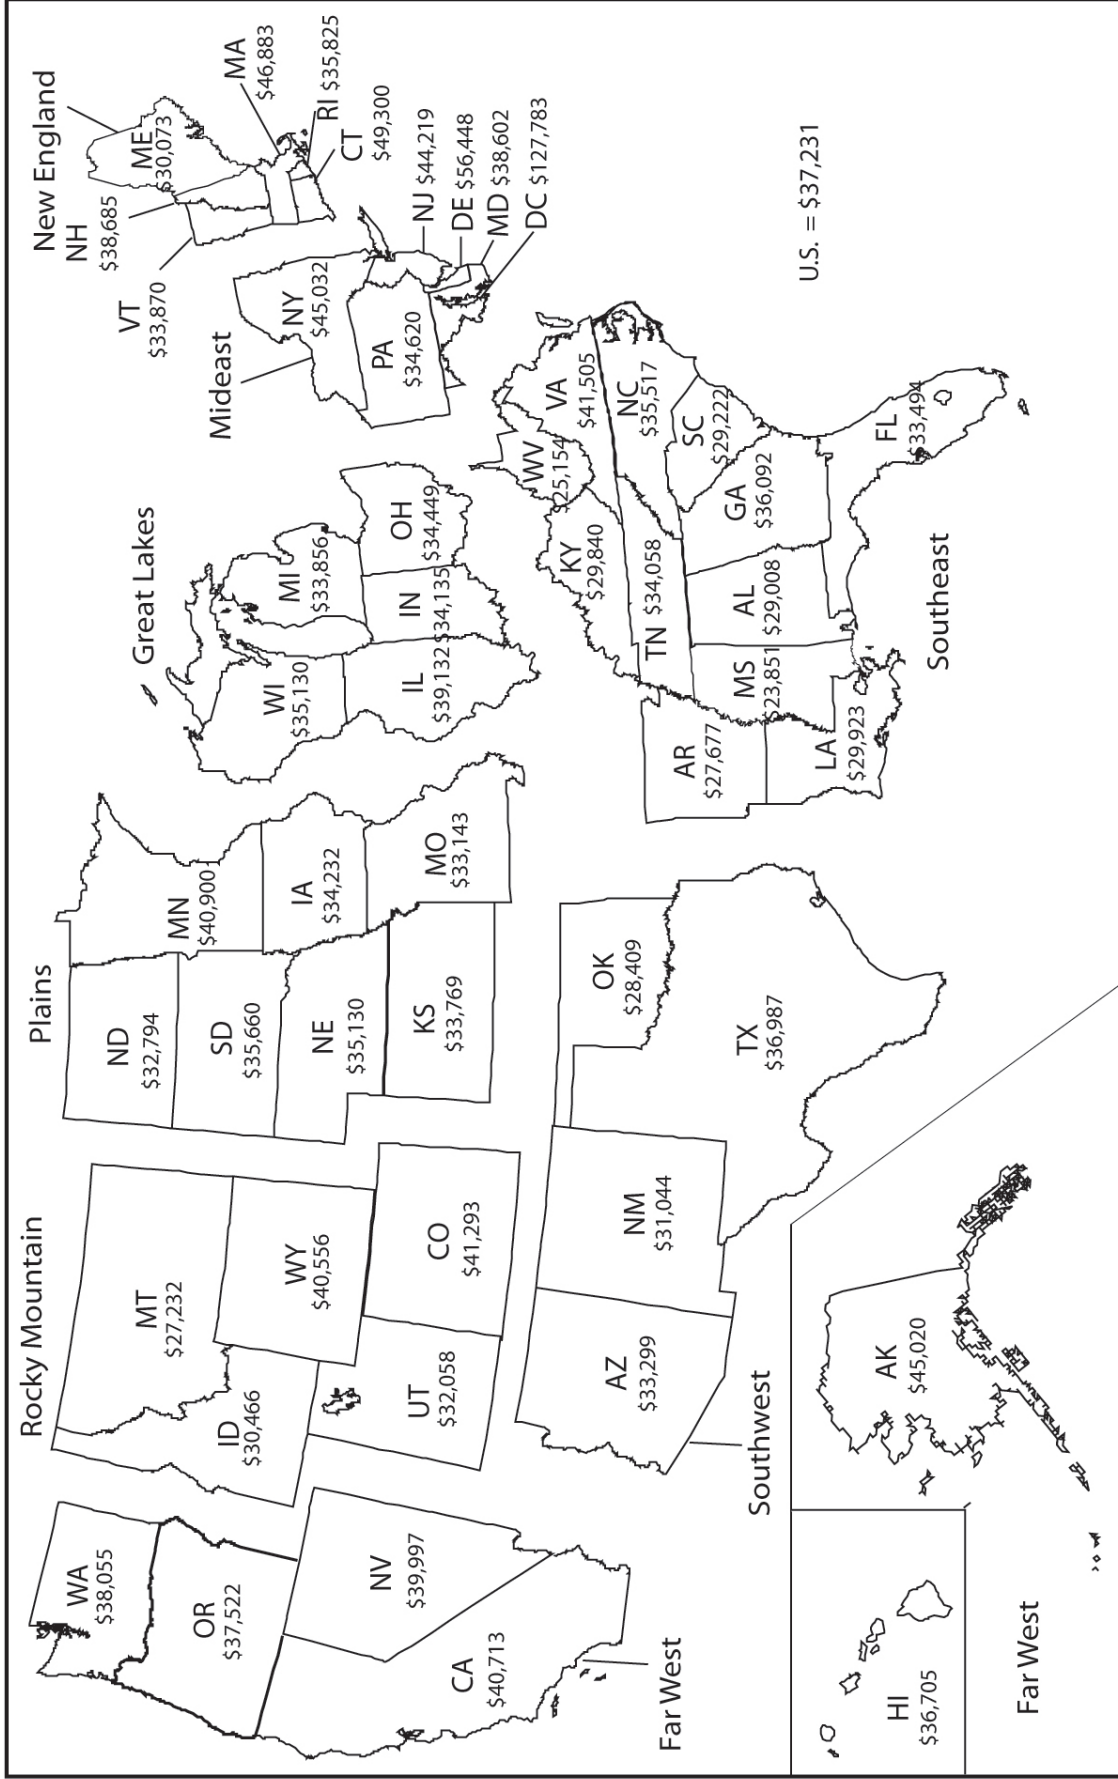 Far West
WA
$38,055
OR
$37,522
NV
$39,997
CA
$40,713
Rocky Mountain
MT
$27,232
ID
$30,466
WY
$40,556
UT
$32,058
CO
$41,293
Plains
ND
$32,794
MN
$40,900
SD
$35,660
NE
$35,130
IA
$34,232
KS
$33,769
MO
$33,143
Great Lakes
WI
$35,130
MI
$33,856
IL
$39,132
IN
$34,135
OH
$34,449
Mideast
NY
$45,032
PA
$34,620
NJ $44,219
DE $56,448
MD $38,602
DC $127,783
New England
ME
$30,073
NH
$38,685
VT
$33,870
MA
$46,883
RI $35,825
CT
$49,300
Southwest
AZ
$33,299
NM
$31,044
OK
$28,409
TX
$36,987
Southeast
WV
$25,154
VA
$41,505
KY
$29,840
NC
$35,517
TN $34,058
SC
$29,222
AR
$27,677
MS
$23,851
AL
$29,008
GA
$36,092
LA
$29,923
FL
$33,494
U.S. = $37,231
AK
$45,020
HI
$36,705
Far West